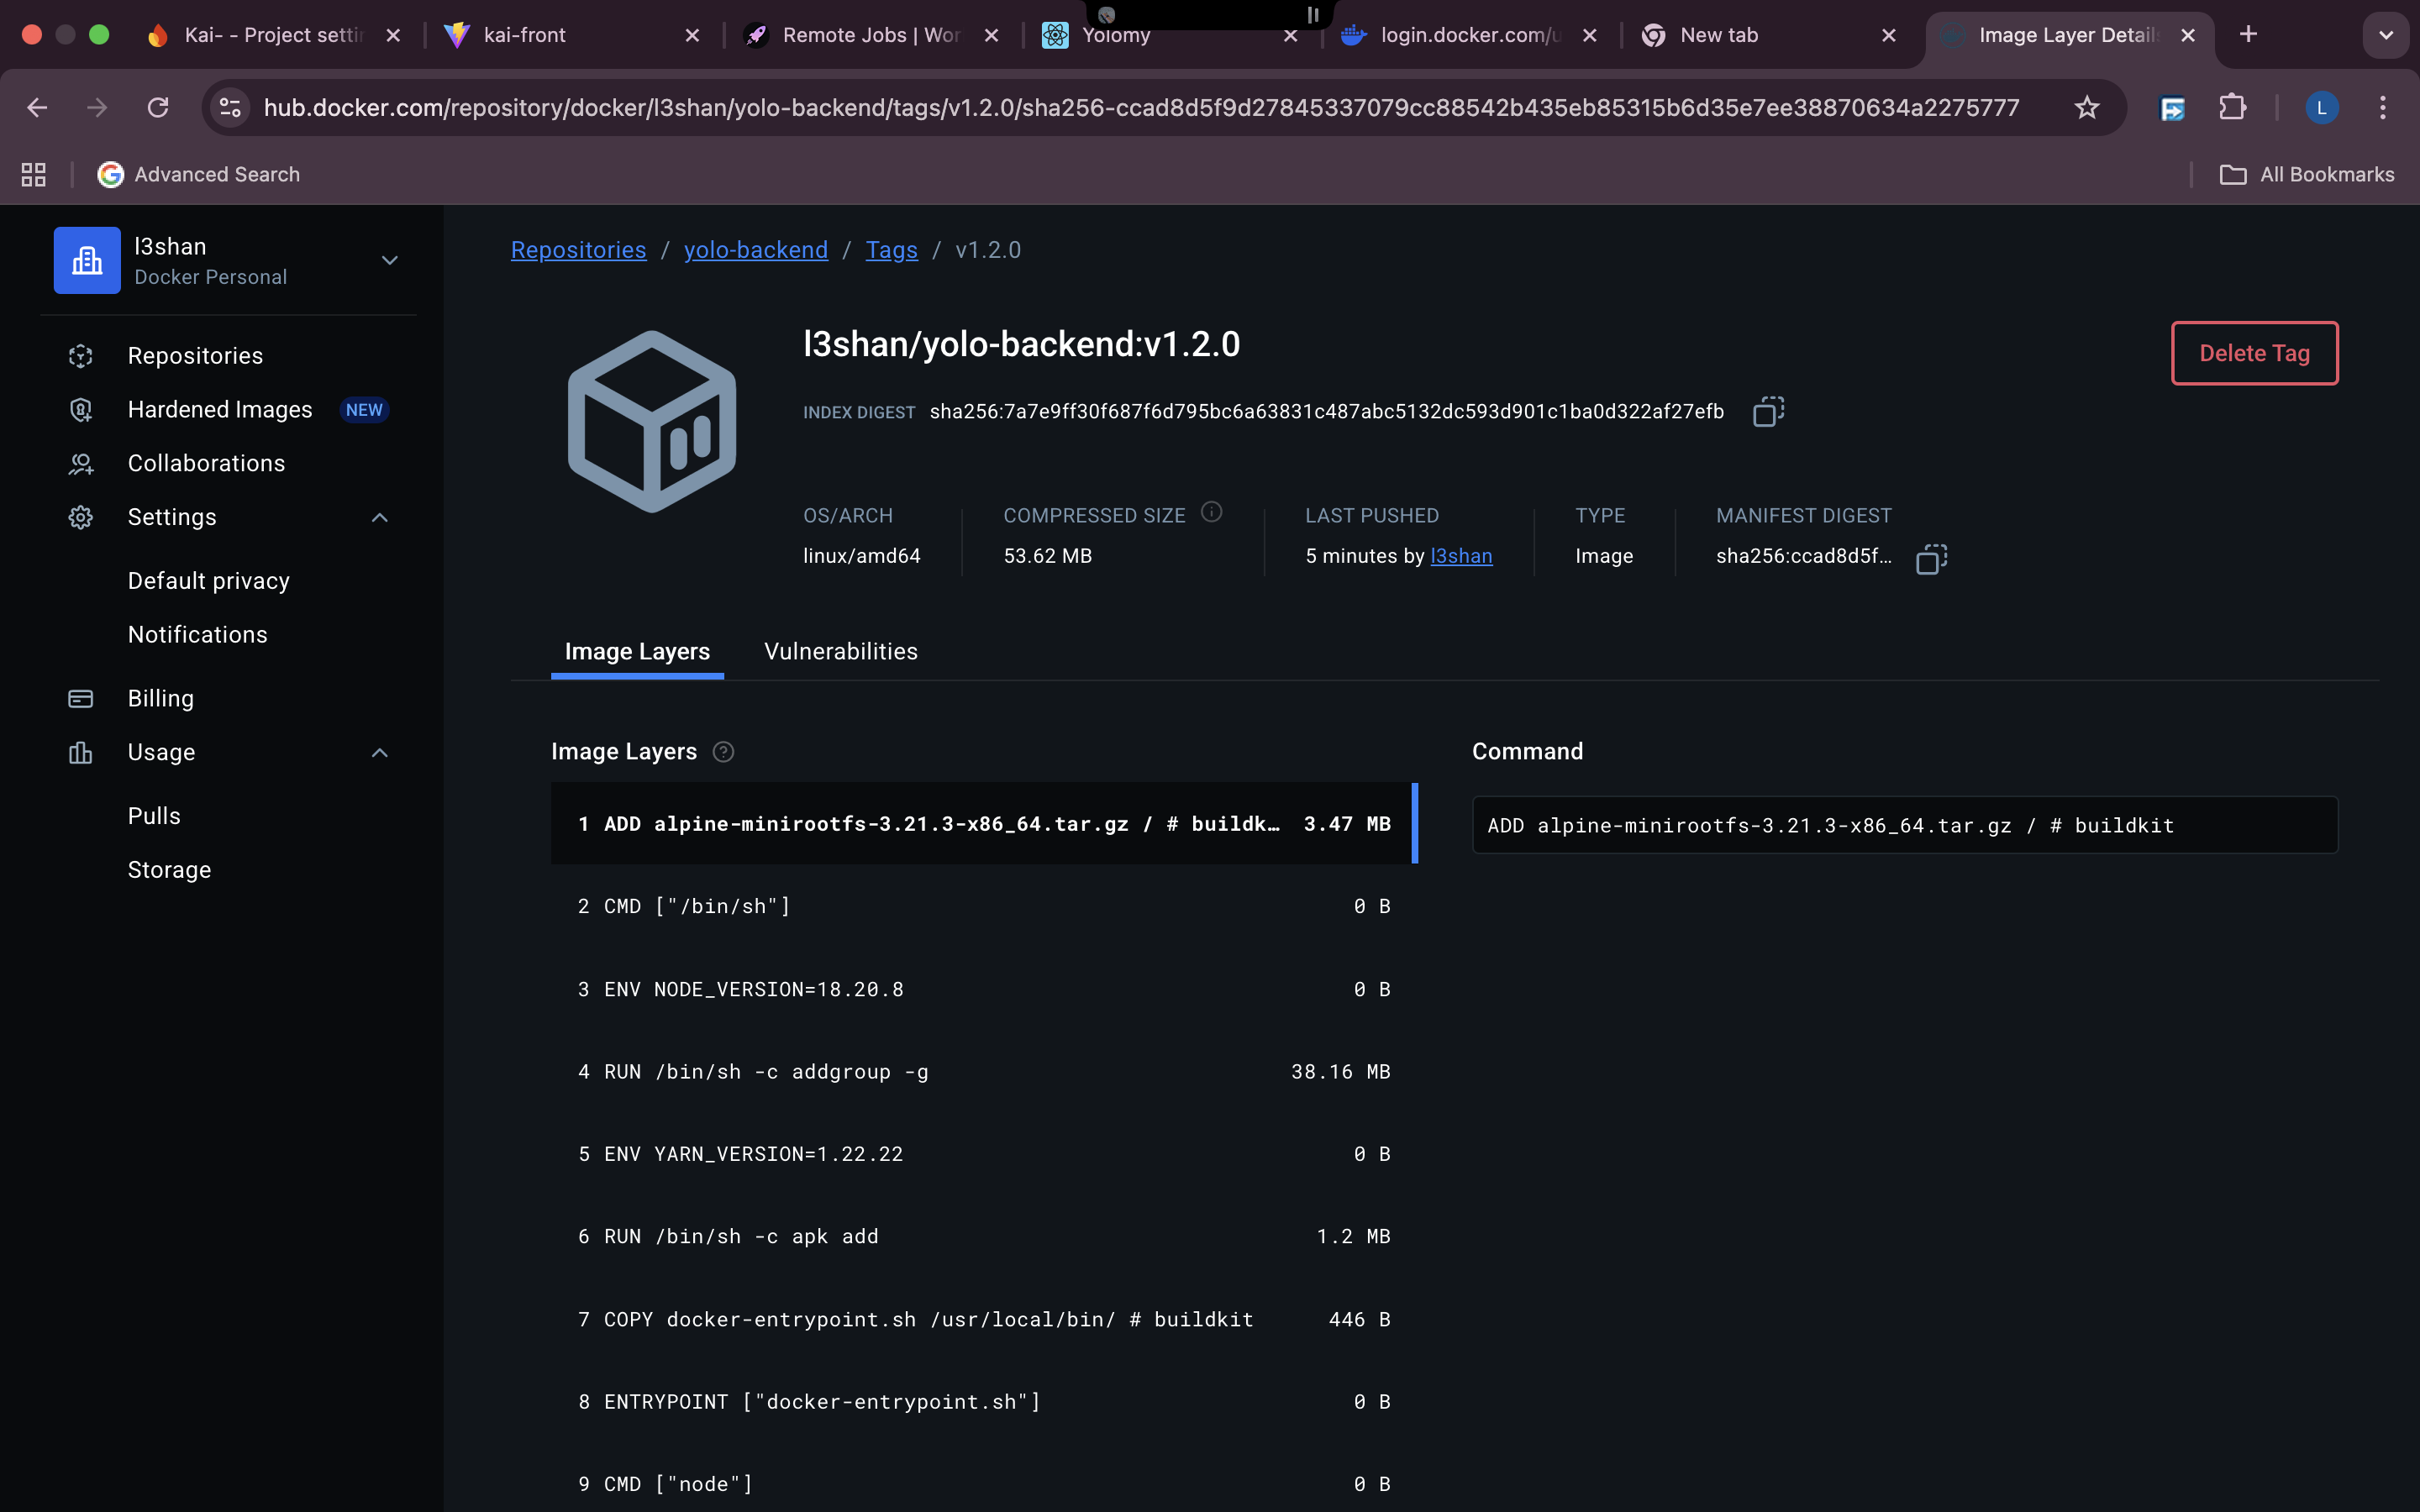 Kai- - Project setti
kai-front
Remote Jobs | Wor
Yolomy
login.docker.com/u
New tab
Image Layer Details
hub.docker.com/repository/docker/l3shan/yolo-backend/tags/v1.2.0/sha256-ccad8d5f9d27845337079cc88542b435eb85315b6d35e7ee38870634a2275777
L
Advanced Search
All Bookmarks
l3shan
Docker Personal
Repositories
Hardened Images NEW
Collaborations
Settings
Default privacy
Notifications
Billing
Usage
Pulls
Storage
Repositories / yolo-backend / Tags / v1.2.0
l3shan/yolo-backend:v1.2.0
Delete Tag
INDEX DIGEST sha256:7a7e9ff30f687f6d795bc6a63831c487abc5132dc593d901c1ba0d322af27efb
OS/ARCH
linux/amd64
COMPRESSED SIZE
53.62 MB
LAST PUSHED
5 minutes by l3shan
TYPE
Image
MANIFEST DIGEST
sha256:ccad8d5f...
Image Layers
Vulnerabilities
Image Layers
1 ADD alpine-minirootfs-3.21.3-x86_64.tar.gz / # buildk… 3.47 MB
2 CMD ["/bin/sh"] 0 B
3 ENV NODE_VERSION=18.20.8 0 B
4 RUN /bin/sh -c addgroup -g 38.16 MB
5 ENV YARN_VERSION=1.22.22 0 B
6 RUN /bin/sh -c apk add 1.2 MB
7 COPY docker-entrypoint.sh /usr/local/bin/ # buildkit 446 B
8 ENTRYPOINT ["docker-entrypoint.sh"] 0 B
9 CMD ["node"] 0 B
Command
ADD alpine-minirootfs-3.21.3-x86_64.tar.gz / # buildkit